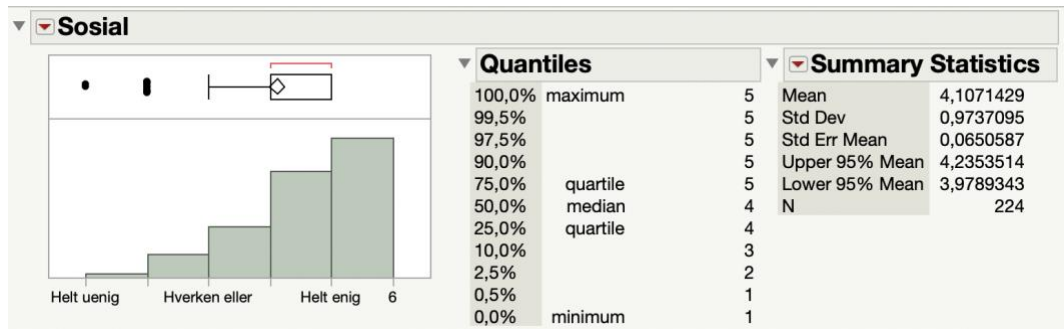 Sosial
Helt uenig Hverken eller Helt enig 6
Quantiles
100,0% maximum 5
99,5% 5
97,5% 5
90,0% 5
75,0% quartile 5
50,0% median 4
25,0% quartile 4
10,0% 3
2,5% 2
0,5% 1
0,0% minimum 1
Summary Statistics
Mean 4,1071429
Std Dev 0,9737095
Std Err Mean 0,0650587
Upper 95% Mean 4,2353514
Lower 95% Mean 3,9789343
N 224